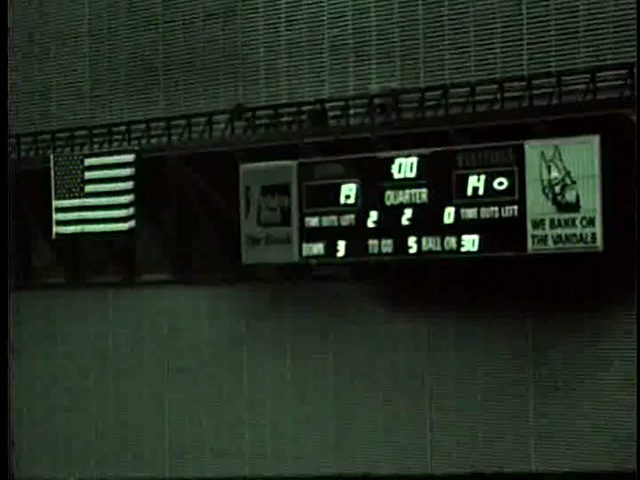 :00
VISITORS
19 QUARTER 14
TIME OUTS LEFT 2 2 0 TIME OUTS LEFT
DOWN 3 TO GO 5 BALL ON 30
WE BANK ON
THE VANDALS